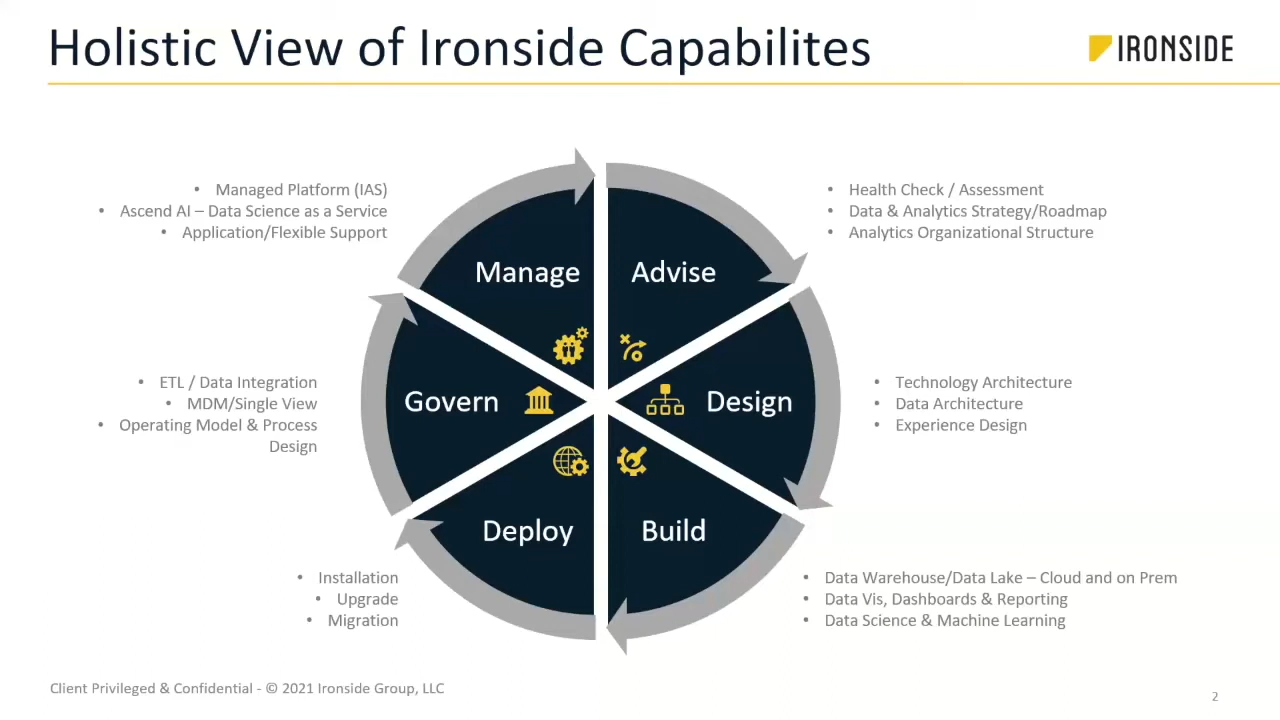 Holistic View of Ironside Capabilites
IRONSIDE
• Managed Platform (IAS)
• Ascend AI – Data Science as a Service
• Application/Flexible Support
• Health Check / Assessment
• Data & Analytics Strategy/Roadmap
• Analytics Organizational Structure
Manage
Advise
• ETL / Data Integration
• MDM/Single View
• Operating Model & Process
Design
Govern
Design
• Technology Architecture
• Data Architecture
• Experience Design
Deploy
Build
• Installation
• Upgrade
• Migration
• Data Warehouse/Data Lake – Cloud and on Prem
• Data Vis, Dashboards & Reporting
• Data Science & Machine Learning
Client Privileged & Confidential - © 2021 Ironside Group, LLC
2